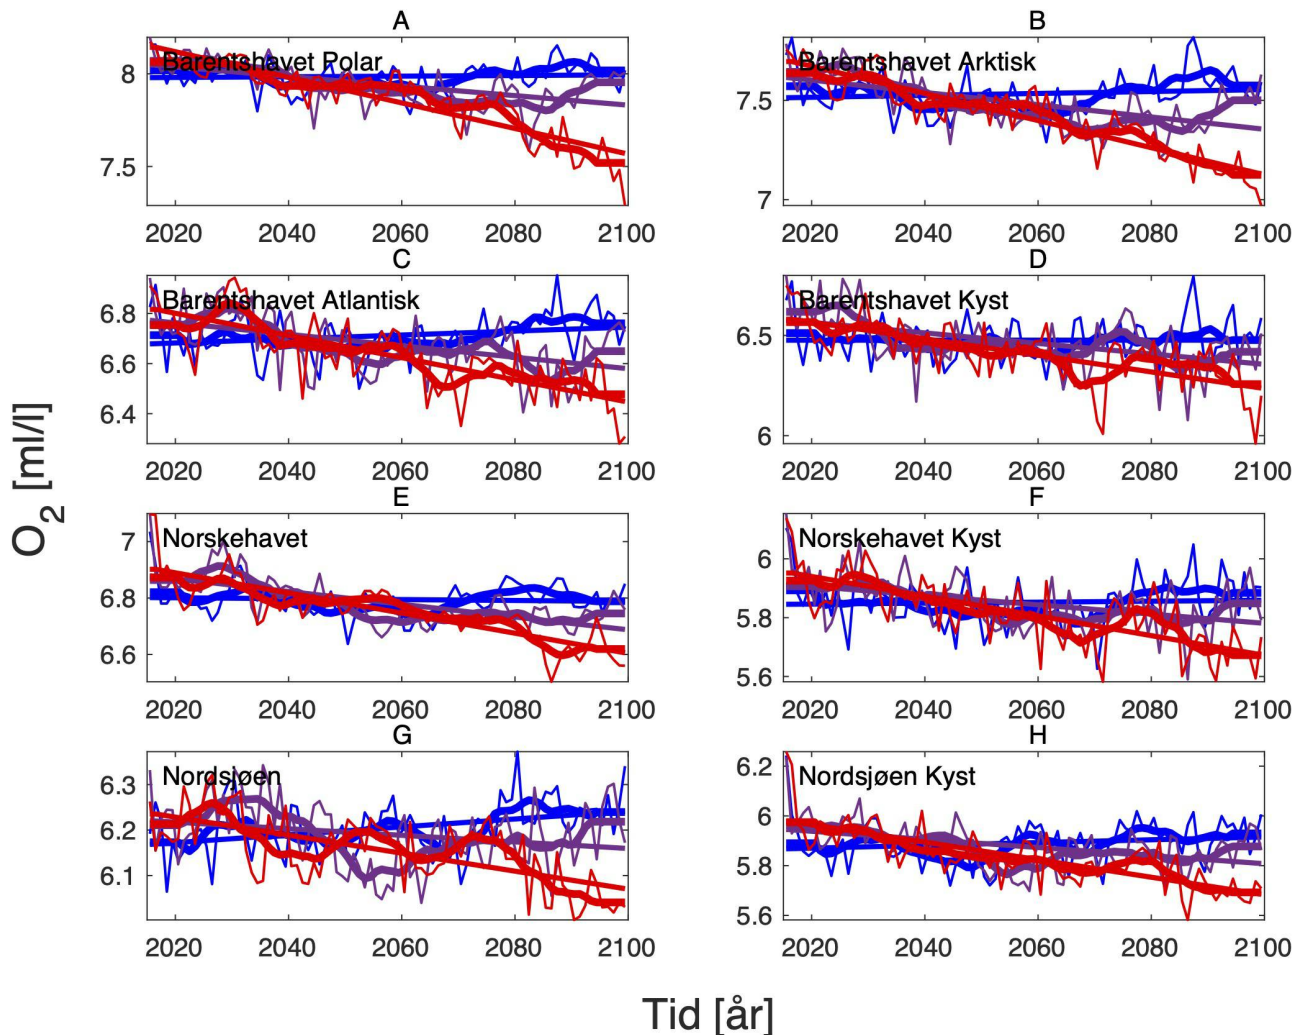 A
B
Barentshavet Polar
Barentshavet Arktisk
8
7.5
7.5
7
2020 2040 2060 2080 2100
2020 2040 2060 2080 2100
C
D
Barentshavet Atlantisk
Barentshavet Kyst
6.8
6.6
6.4
6.5
6
2020 2040 2060 2080 2100
2020 2040 2060 2080 2100
E
F
Norskehavet
Norskehavet Kyst
7
6.8
6.6
6
5.8
5.6
2020 2040 2060 2080 2100
2020 2040 2060 2080 2100
G
H
Nordsjøen
Nordsjøen Kyst
6.3
6.2
6.1
6.2
6
5.8
5.6
2020 2040 2060 2080 2100
2020 2040 2060 2080 2100
O2 [ml/l]
Tid [år]